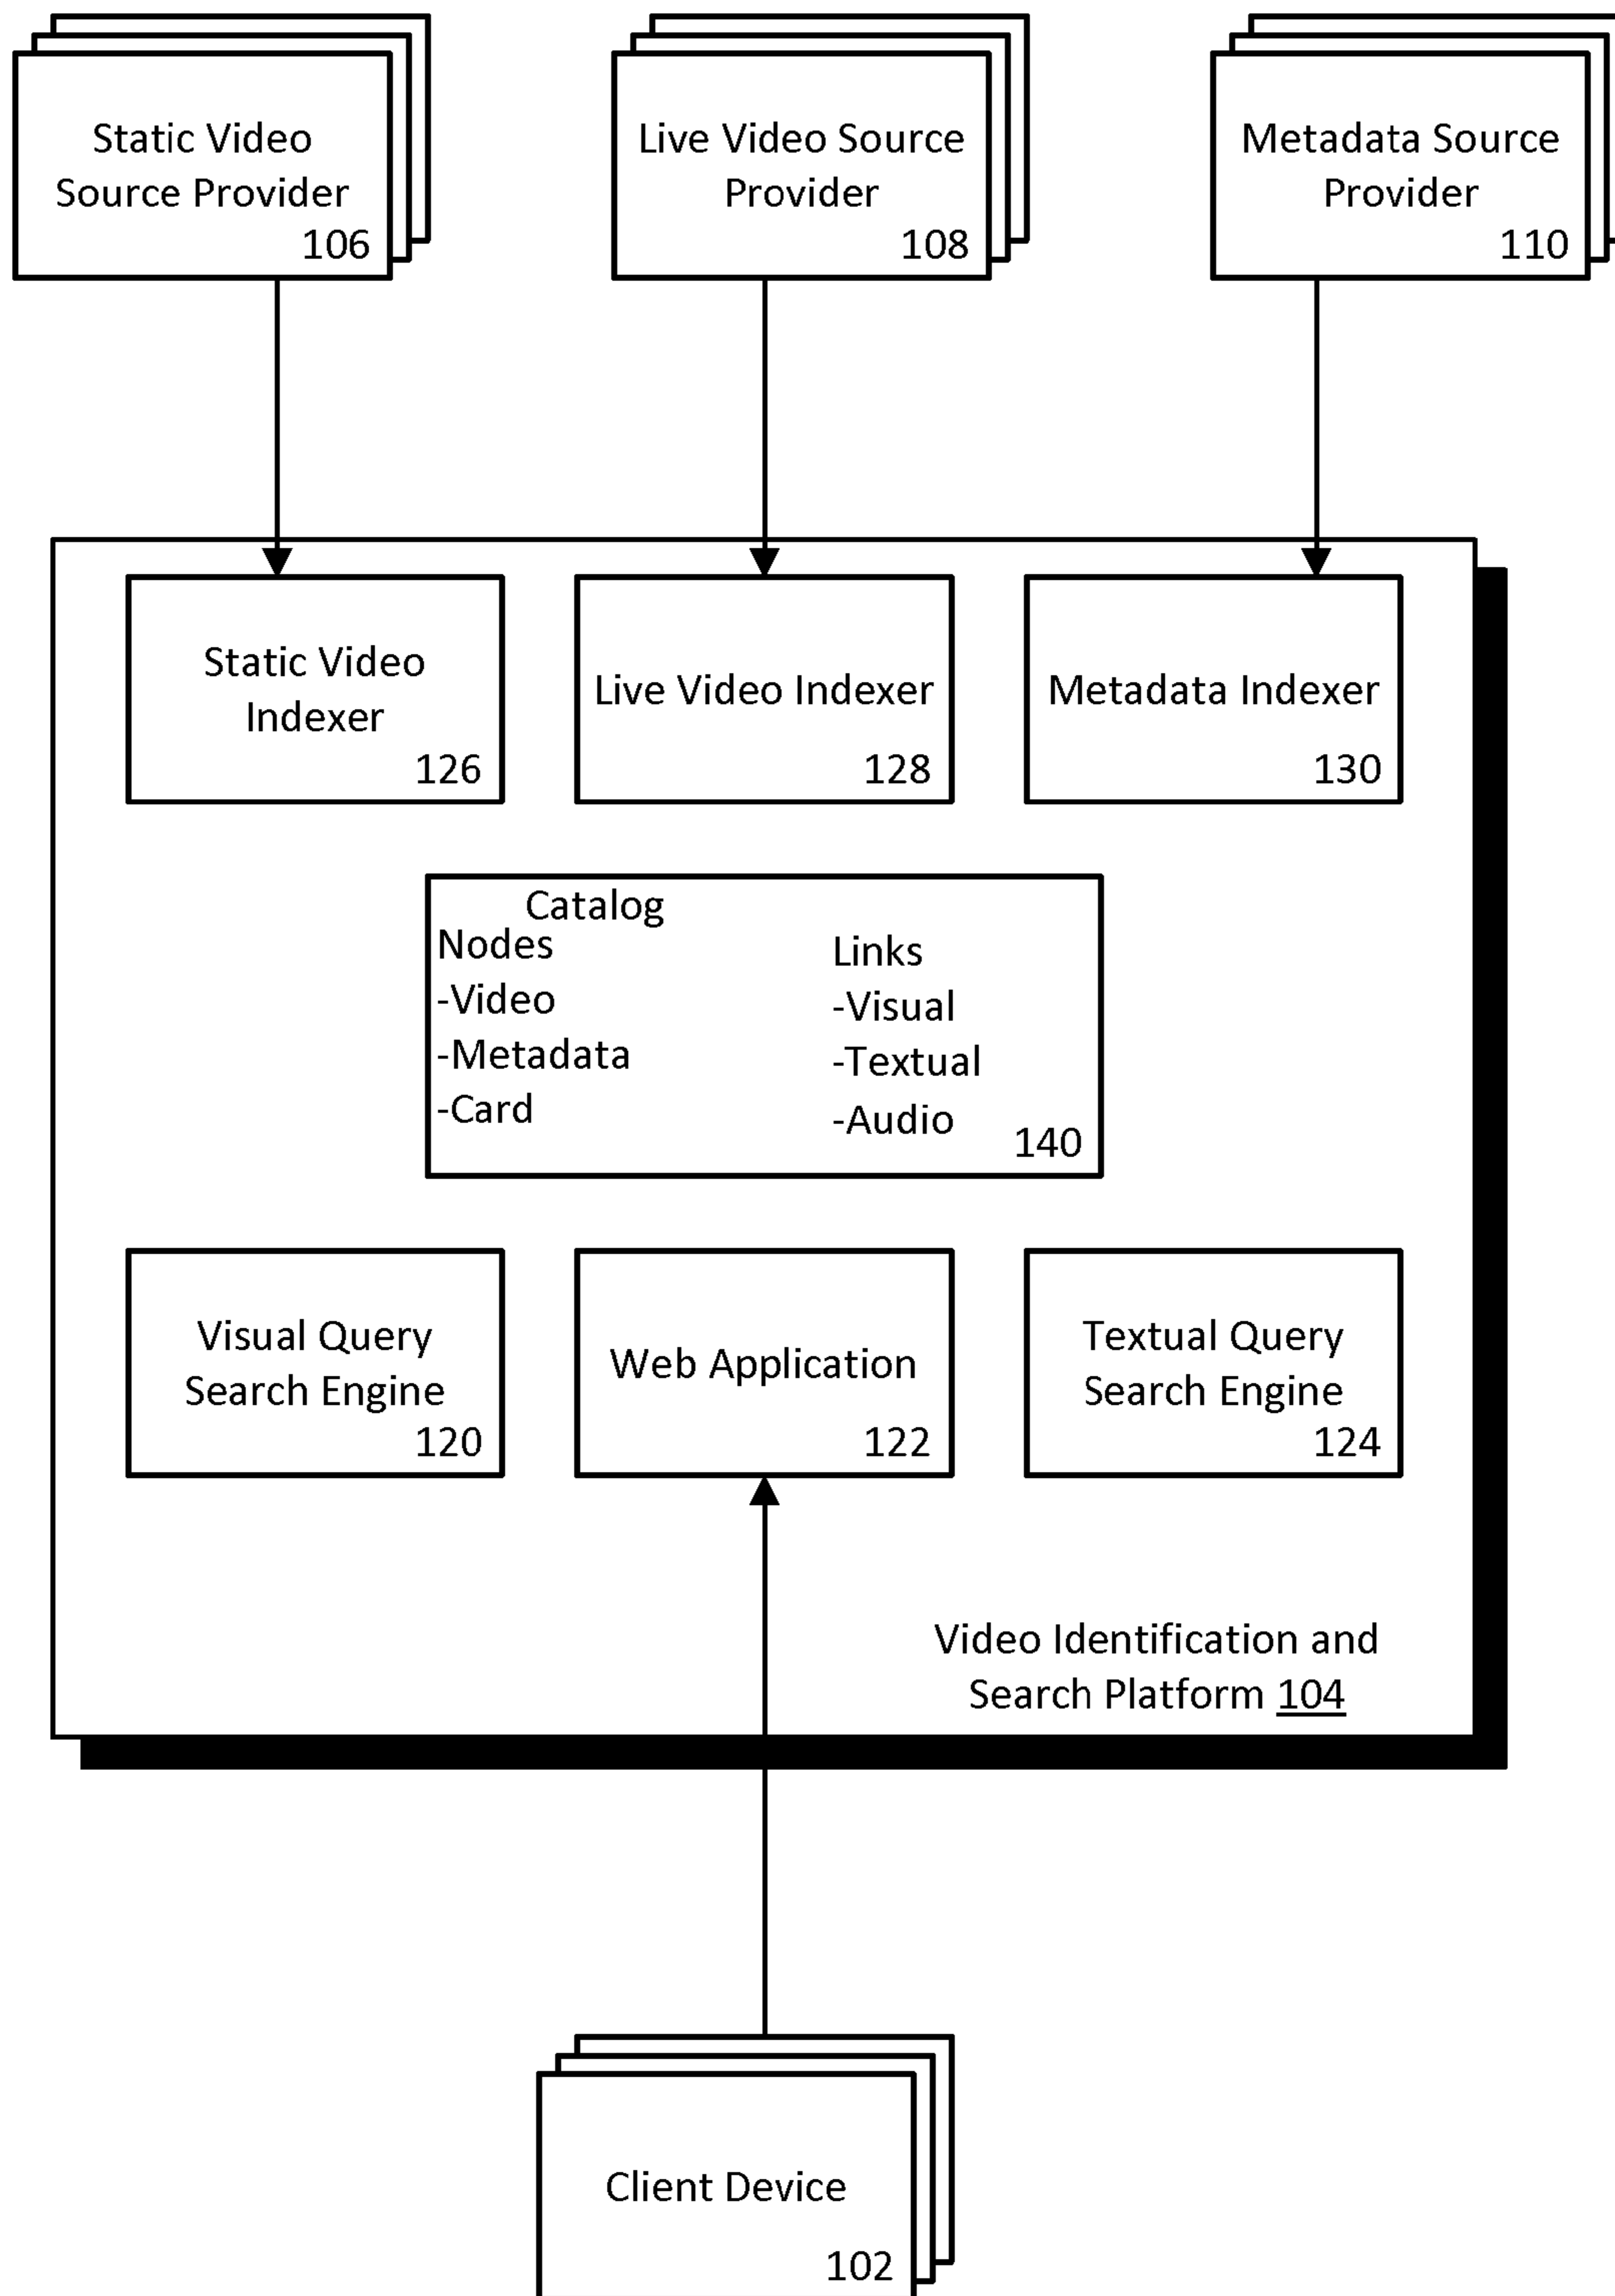 Static Video
Source Provider
106
Live Video Source
Provider
108
Metadata Source
Provider
110
Static Video
Indexer
126
Live Video Indexer
128
Metadata Indexer
130
Catalog
Nodes
-Video
-Metadata
-Card
Links
-Visual
-Textual
-Audio
140
Visual Query
Search Engine
120
Web Application
122
Textual Query
Search Engine
124
Video Identification and
Search Platform 104
Client Device
102